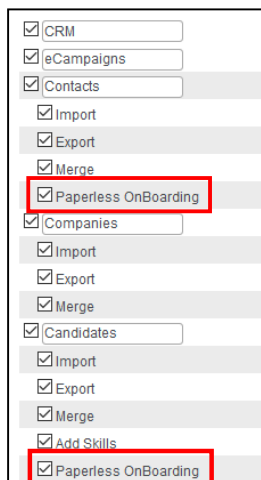 CRM
eCampaigns
Contacts
Import
Export
Merge
Paperless OnBoarding
Companies
Import
Export
Merge
Candidates
Import
Export
Merge
Add Skills
Paperless OnBoarding